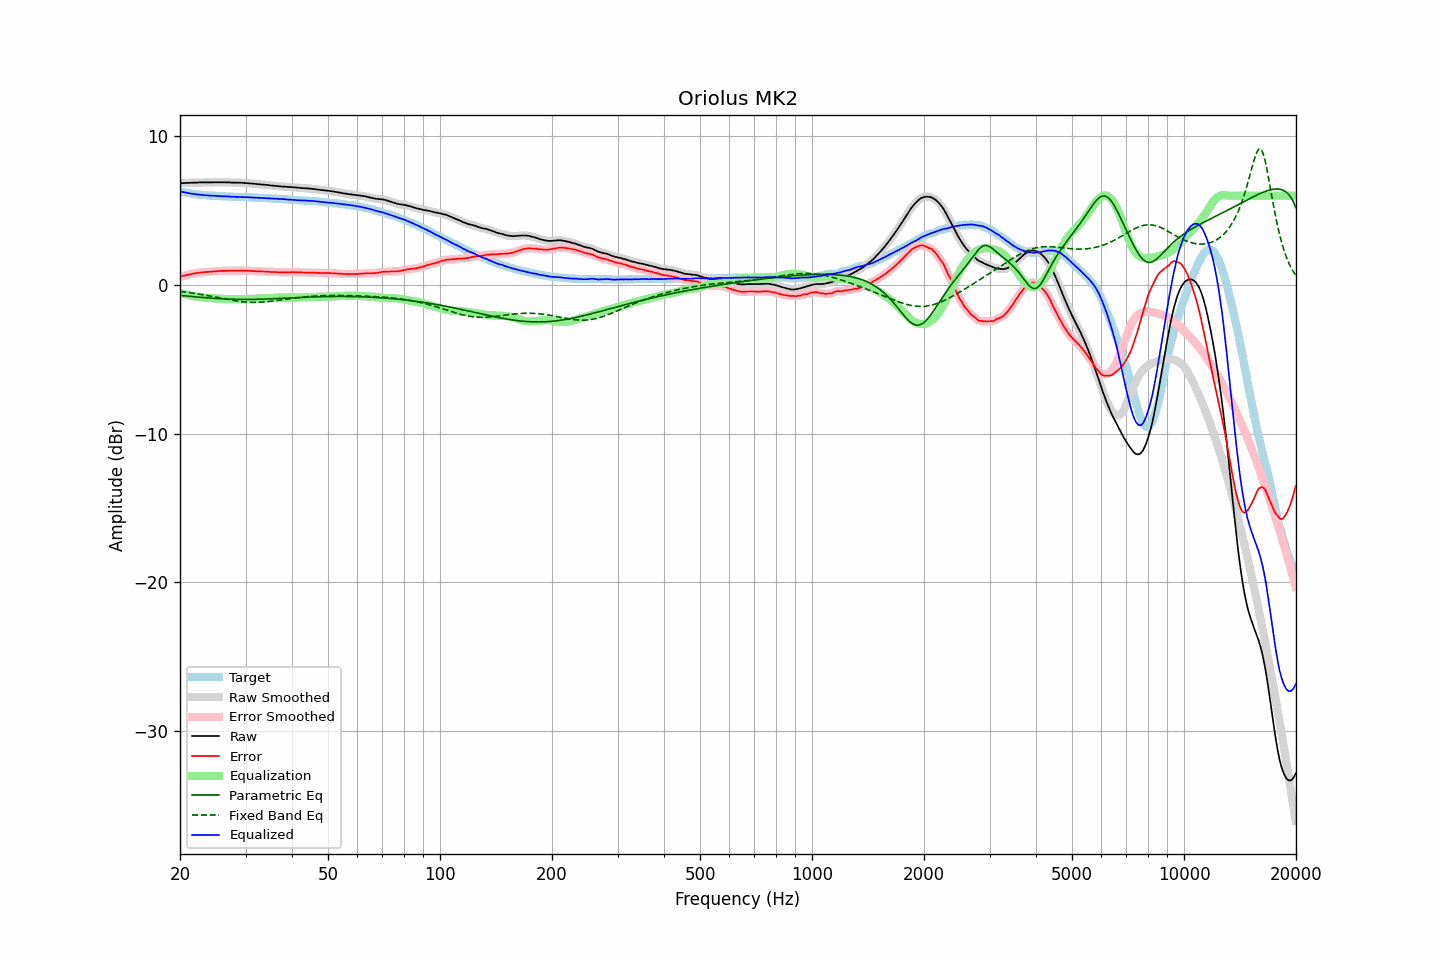 Oriolus MK2
10
0
−10
−20
−30
Amplitude (dBr)
Target
Raw Smoothed
Error Smoothed
Raw
Error
Equalization
Parametric Eq
Fixed Band Eq
Equalized
20 50 100 200 500 1000 2000 5000 10000 20000
Frequency (Hz)